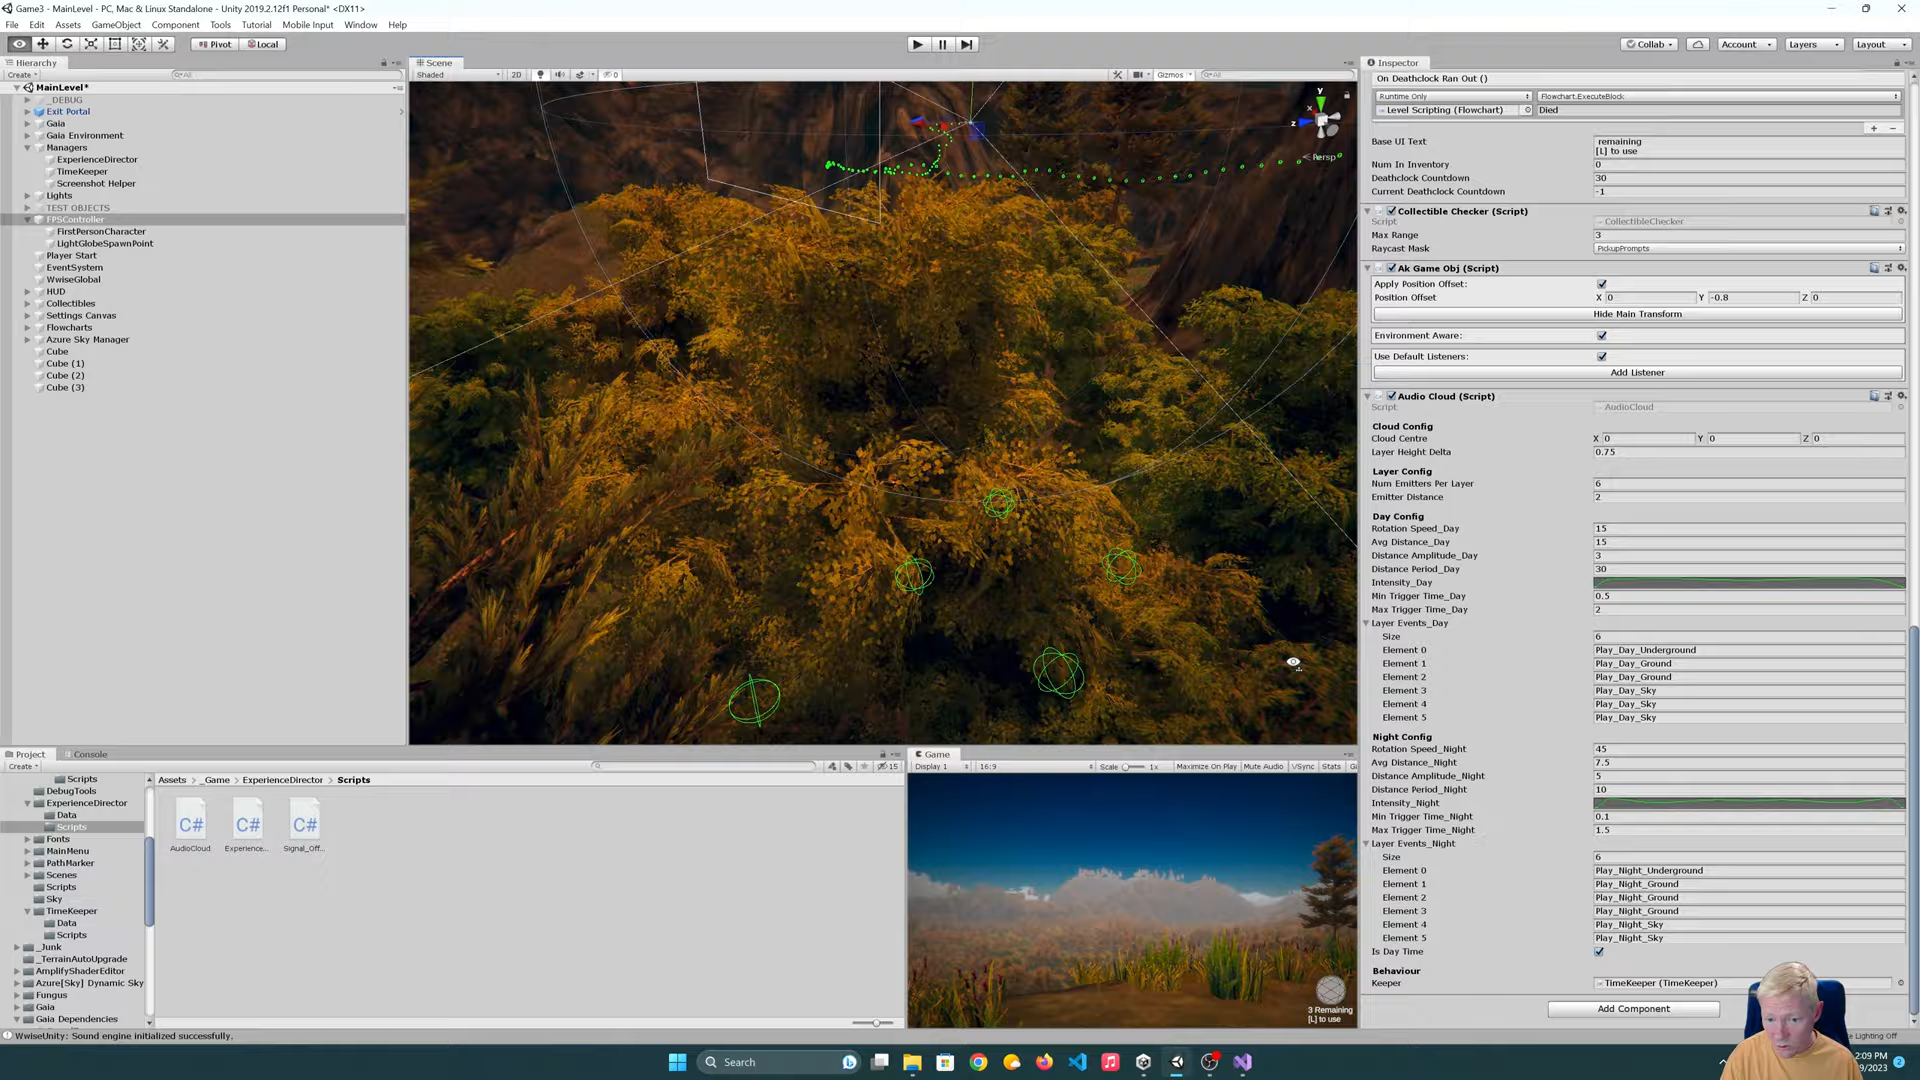 Game3 - MainLevel - PC, Mac & Linux Standalone - Unity 2019.2.12f1 Personal* <DX11>
File Edit Assets GameObject Component Tools Tutorial Mobile Input Window Help
Pivot Local
Collab Account Layers Layout
Hierarchy
Create All
MainLevel*
_DEBUG
Exit Portal
Gaia
Gaia Environment
Managers
ExperienceDirector
TimeKeeper
Screenshot Helper
Lights
TEST OBJECTS
FPSController
FirstPersonCharacter
LightGlobeSpawnPoint
Player Start
EventSystem
WwiseGlobal
HUD
Collectibles
Settings Canvas
Flowcharts
Azure Sky Manager
Cube
Cube (1)
Cube (2)
Cube (3)
Scene
Shaded 2D 0 Gizmos All
y
x
z
Persp
Inspector
On Deathclock Ran Out ()
Runtime Only Flowchart.ExecuteBlock
Level Scripting (Flowchart) Died
Base UI Text remaining
[L] to use
Num In Inventory 0
Deathclock Countdown 30
Current Deathclock Countdown -1
Collectible Checker (Script)
Script CollectibleChecker
Max Range 3
Raycast Mask PickupPrompts
Ak Game Obj (Script)
Apply Position Offset:
Position Offset X 0 Y -0.8 Z 0
Hide Main Transform
Environment Aware:
Use Default Listeners:
Add Listener
Audio Cloud (Script)
Script AudioCloud
Cloud Config
Cloud Centre X 0 Y 0 Z 0
Layer Height Delta 0.75
Layer Config
Num Emitters Per Layer 6
Emitter Distance 2
Day Config
Rotation Speed_Day 15
Avg Distance_Day 15
Distance Amplitude_Day 3
Distance Period_Day 30
Intensity_Day
Min Trigger Time_Day 0.5
Max Trigger Time_Day 2
Layer Events_Day
Size 6
Element 0 Play_Day_Underground
Element 1 Play_Day_Ground
Element 2 Play_Day_Ground
Element 3 Play_Day_Sky
Element 4 Play_Day_Sky
Element 5 Play_Day_Sky
Night Config
Rotation Speed_Night 45
Avg Distance_Night 7.5
Distance Amplitude_Night 5
Distance Period_Night 10
Intensity_Night
Min Trigger Time_Night 0.1
Max Trigger Time_Night 1.5
Layer Events_Night
Size 6
Element 0 Play_Night_Underground
Element 1 Play_Night_Ground
Element 2 Play_Night_Ground
Element 3 Play_Night_Ground
Element 4 Play_Night_Sky
Element 5 Play_Night_Sky
Is Day Time
Behaviour
Keeper TimeKeeper (TimeKeeper)
Add Component
Project Console
Create 15
Scripts
DebugTools
ExperienceDirector
Data
Scripts
Fonts
MainMenu
PathMarker
Scenes
Scripts
Sky
TimeKeeper
Data
Scripts
_Junk
_TerrainAutoUpgrade
AmplifyShaderEditor
Azure[Sky] Dynamic Sky
Fungus
Gaia
Gaia Dependencies
Assets > _Game > ExperienceDirector > Scripts
C# C# C#
AudioCloud Experience... Signal_Off...
Game
Display 1 16:9 Scale 1x Maximize On Play Mute Audio VSync Stats
3 Remaining
[L] to use
WwiseUnity: Sound engine initialized successfully.
Lighting Off
Search
2:09 PM
9/2023
2